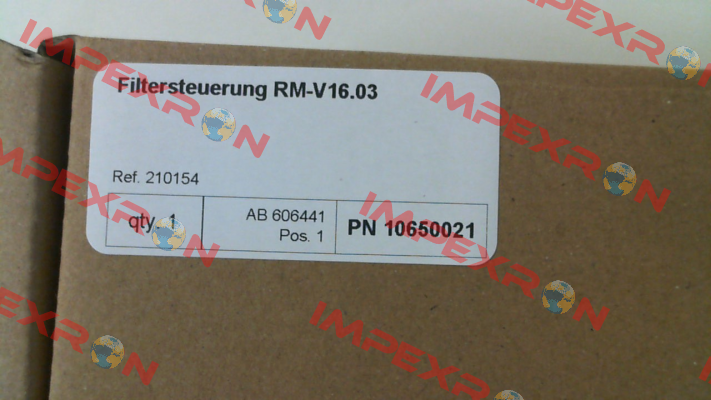 Filtersteuerung RM-V16.03
Ref. 210154
qty. 1
AB 606441
Pos. 1
PN 10650021
IMPEXRON
IMPEXRON
IMPEXRON
IMPEXRON
IMPEXRON
IMPEXRON
IMPEXRON